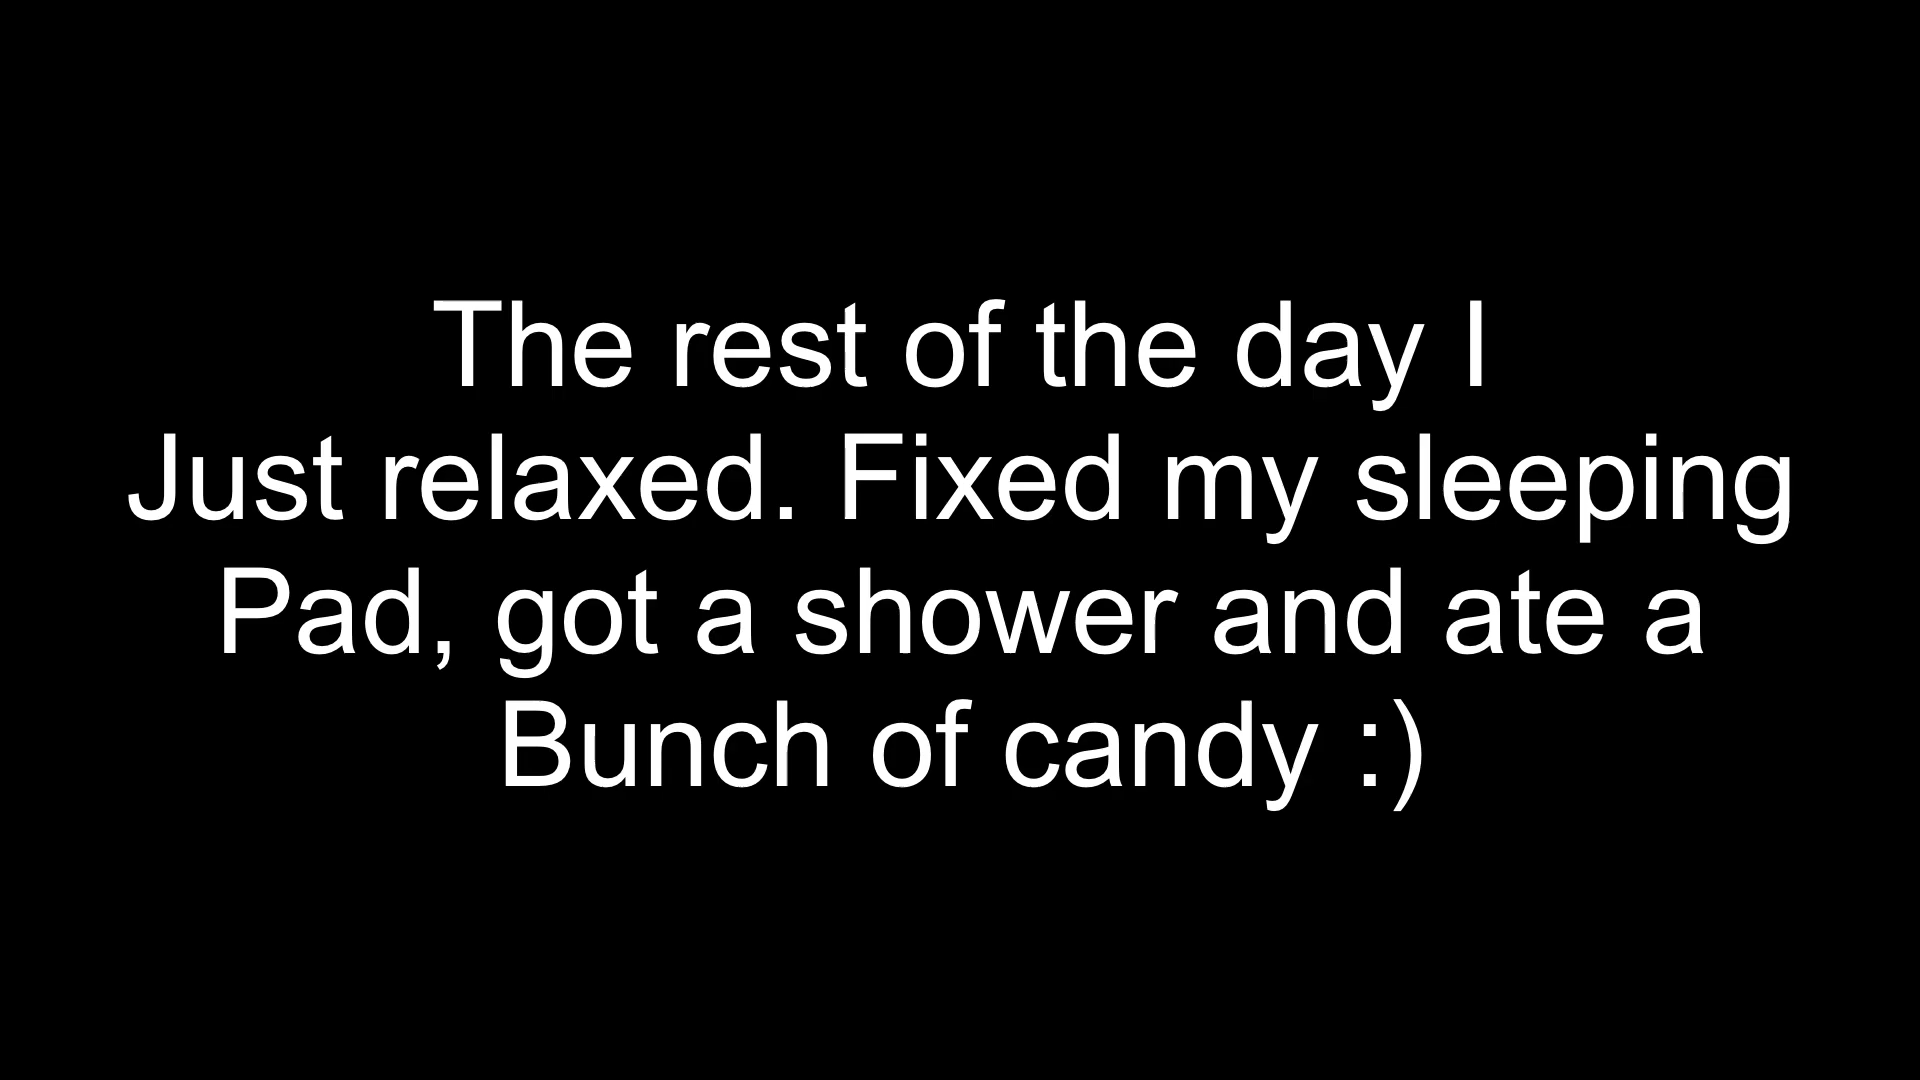 The rest of the day I
Just relaxed. Fixed my sleeping
Pad, got a shower and ate a
Bunch of candy :)